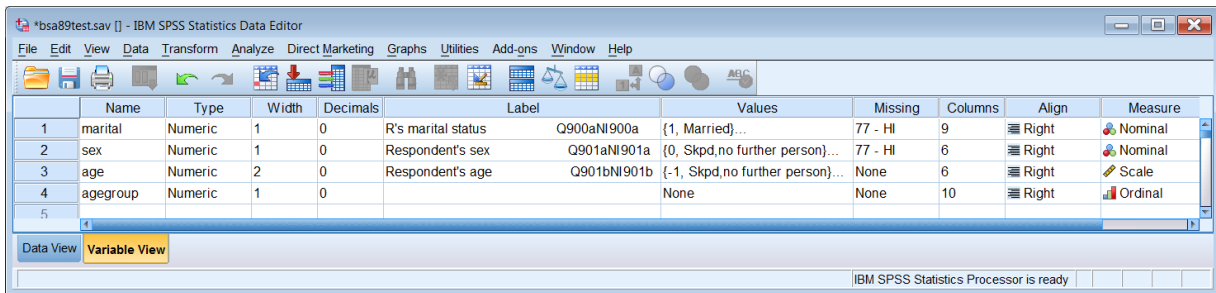 *bsa89test.sav [] - IBM SPSS Statistics Data Editor
File Edit View Data Transform Analyze Direct Marketing Graphs Utilities Add-ons Window Help
Name Type Width Decimals Label Values Missing Columns Align Measure
1 marital Numeric 1 0 R's marital status Q900aNI900a {1, Married}... 77 - HI 9 Right Nominal
2 sex Numeric 1 0 Respondent's sex Q901aNI901a {0, Skpd,no further person}... 77 - HI 6 Right Nominal
3 age Numeric 2 0 Respondent's age Q901bNI901b {-1, Skpd,no further person}... None 6 Right Scale
4 agegroup Numeric 1 0 None None 10 Right Ordinal
5
Data View Variable View
IBM SPSS Statistics Processor is ready